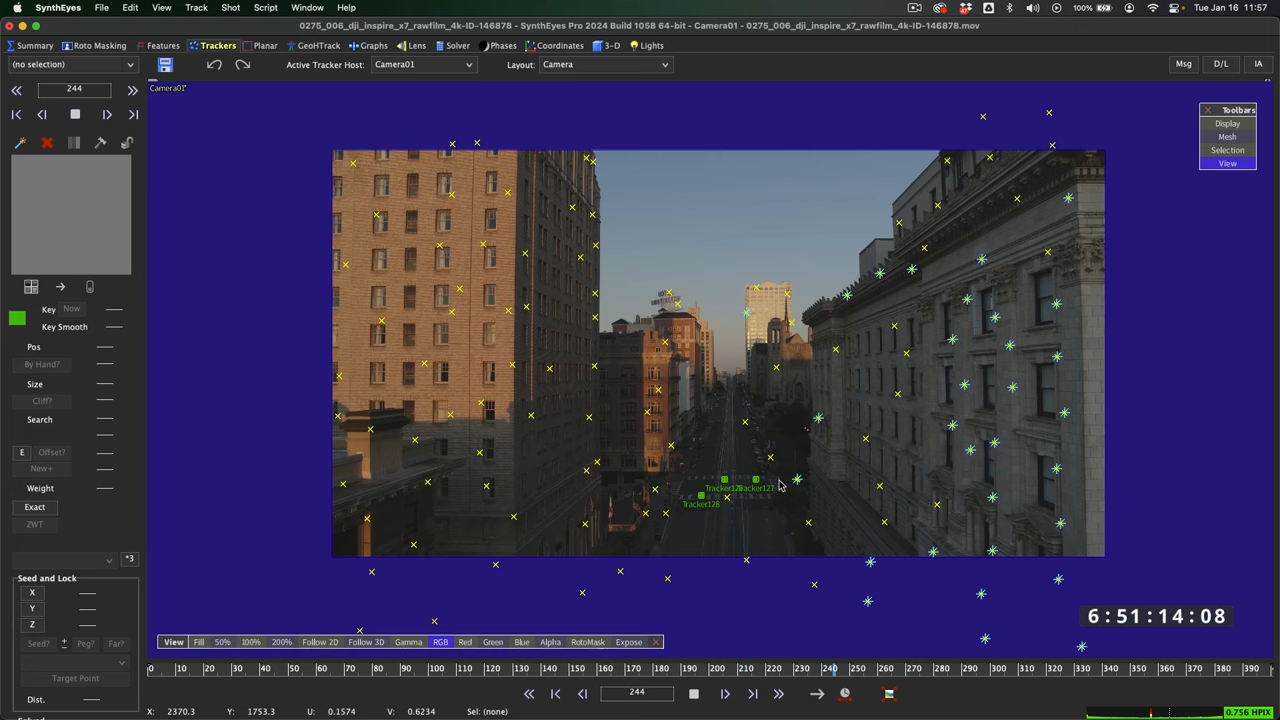 SynthEyes File Edit View Track Shot Script Window Help 100% Tue Jan 16 11:57
0275_006_dji_inspire_x7_rawfilm_4k-ID-146878 - SynthEyes Pro 2024 Build 1058 64-bit - Camera01 - 0275_006_dji_inspire_x7_rawfilm_4k-ID-146878.mov
Summary Roto Masking Features Trackers Planar GeoHTrack Graphs Lens Solver Phases Coordinates 3-D Lights
(no selection) Active Tracker Host: Camera01 Layout: Camera Msg D/L IA
Camera01*
244
Toolbars
Display
Mesh
Selection
View
Key Now
Key Smooth
Pos
By Hand?
Size
Cliff?
Search
E Offset?
New+
Weight
Exact
ZWT
*3
Seed and Lock
X
Y
Z
Seed? ± Peg? Far?
Target Point
Dist.
Tracker127
Tracker128
6:51:14:08
View Fill 50% 100% 200% Follow 2D Follow 3D Gamma RGB Red Green Blue Alpha RotoMask Expose
0 10 20 30 40 50 60 70 80 90 100 110 120 130 140 150 160 170 180 190 200 210 220 230 240 250 260 270 280 290 300 310 320 330 340 350 360 370 380 390
244
X: 2370.3 Y: 1753.3 U: 0.1574 V: 0.6234 Sel: (none) 0.756 HPIX